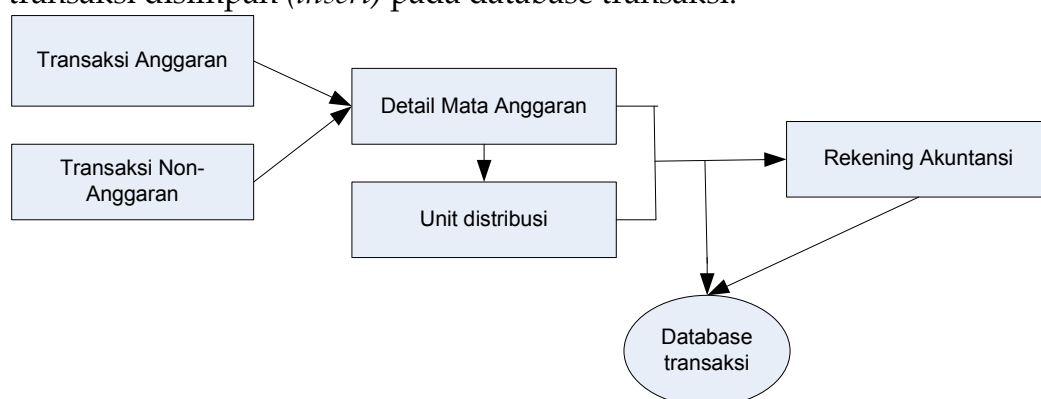 transaksi disimpan (insert) pada database transaksi.
Transaksi Anggaran
Detail Mata Anggaran
Rekening Akuntansi
Transaksi Non-
Anggaran
Unit distribusi
Database
transaksi